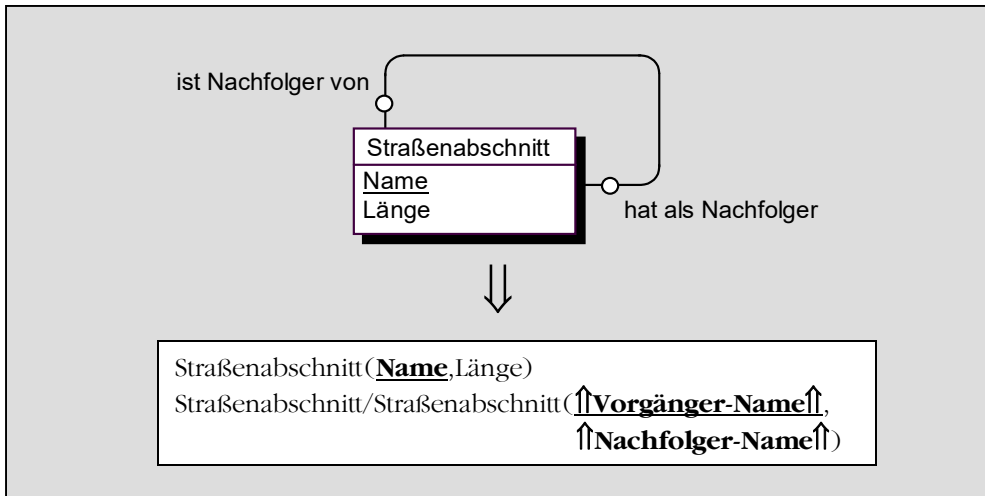 ist Nachfolger von
Straßenabschnitt
Name
Länge
hat als Nachfolger
⇓
Straßenabschnitt(Name,Länge)
Straßenabschnitt/Straßenabschnitt(⇑Vorgänger-Name⇑,
⇑Nachfolger-Name⇑)